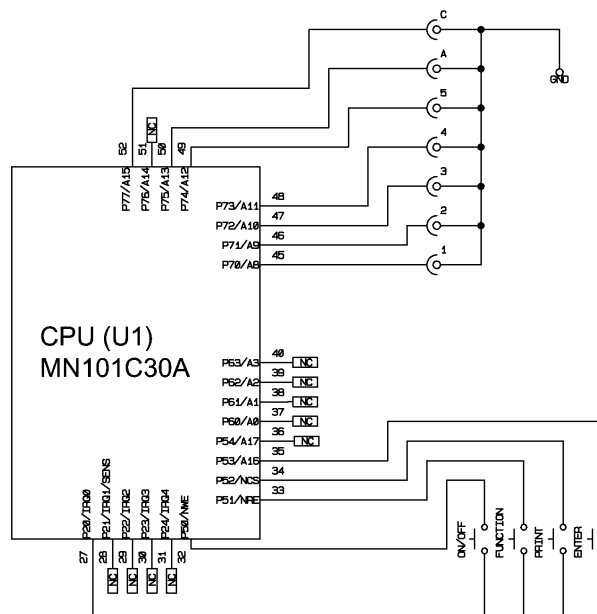 C
A
5
4
3
2
1
GND
52
51
NC
50
49
P77/A15
P76/A14
P75/A13
P74/A12
P73/A11 48
P72/A10 47
P71/A9 46
P70/A8 45
CPU (U1)
MN101C30A
P63/A3 40 NC
P62/A2 39 NC
P61/A1 38 NC
P60/A0 37 NC
P54/A17 36 NC
P53/A16 35
P52/NCS 34
P51/NRE 33
P20/IRQ0
P21/IRQ1/SENS
P22/IRQ2
P23/IRQ3
P24/IRQ4
P50/NWE
27
28
29
30
31
32
NC
NC
NC
NC
ON/OFF
FUNCTION
PRINT
ENTER